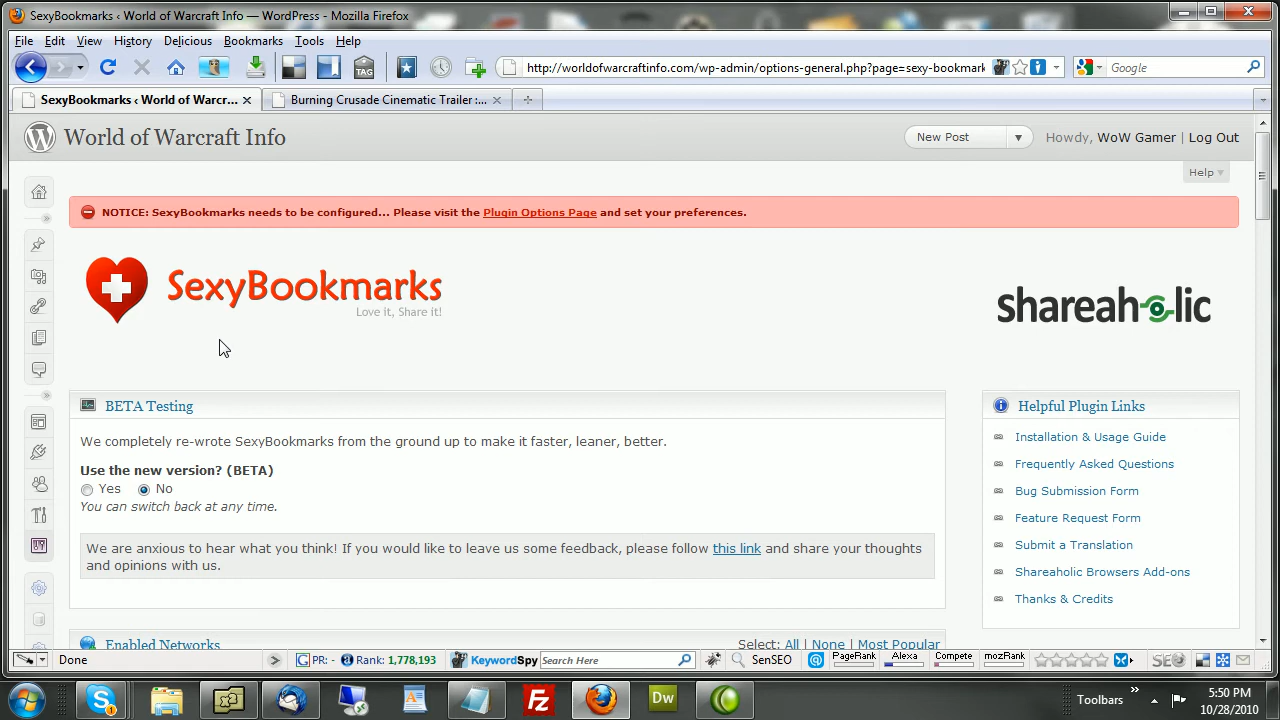 SexyBookmarks ‹ World of Warcraft Info — WordPress - Mozilla Firefox
File Edit View History Delicious Bookmarks Tools Help
http://worldofwarcraftinfo.com/wp-admin/options-general.php?page=sexy-bookmark
Google
TAG
SexyBookmarks ‹ World of Warcr...
Burning Crusade Cinematic Trailer :...
World of Warcraft Info
New Post
Howdy, WoW Gamer | Log Out
Help
NOTICE: SexyBookmarks needs to be configured... Please visit the Plugin Options Page and set your preferences.
SexyBookmarks
Love it, Share it!
shareaholic
BETA Testing
We completely re-wrote SexyBookmarks from the ground up to make it faster, leaner, better.
Use the new version? (BETA)
Yes No
You can switch back at any time.
We are anxious to hear what you think! If you would like to leave us some feedback, please follow this link and share your thoughts
and opinions with us.
Helpful Plugin Links
Installation & Usage Guide
Frequently Asked Questions
Bug Submission Form
Feature Request Form
Submit a Translation
Shareaholic Browsers Add-ons
Thanks & Credits
Enabled Networks
Select: All | None | Most Popular
Done
PR: -
Rank: 1,778,193
KeywordSpy
Search Here
SenSEO
PageRank
Alexa
Compete
mozRank
SEO
Dw
Toolbars
5:50 PM
10/28/2010